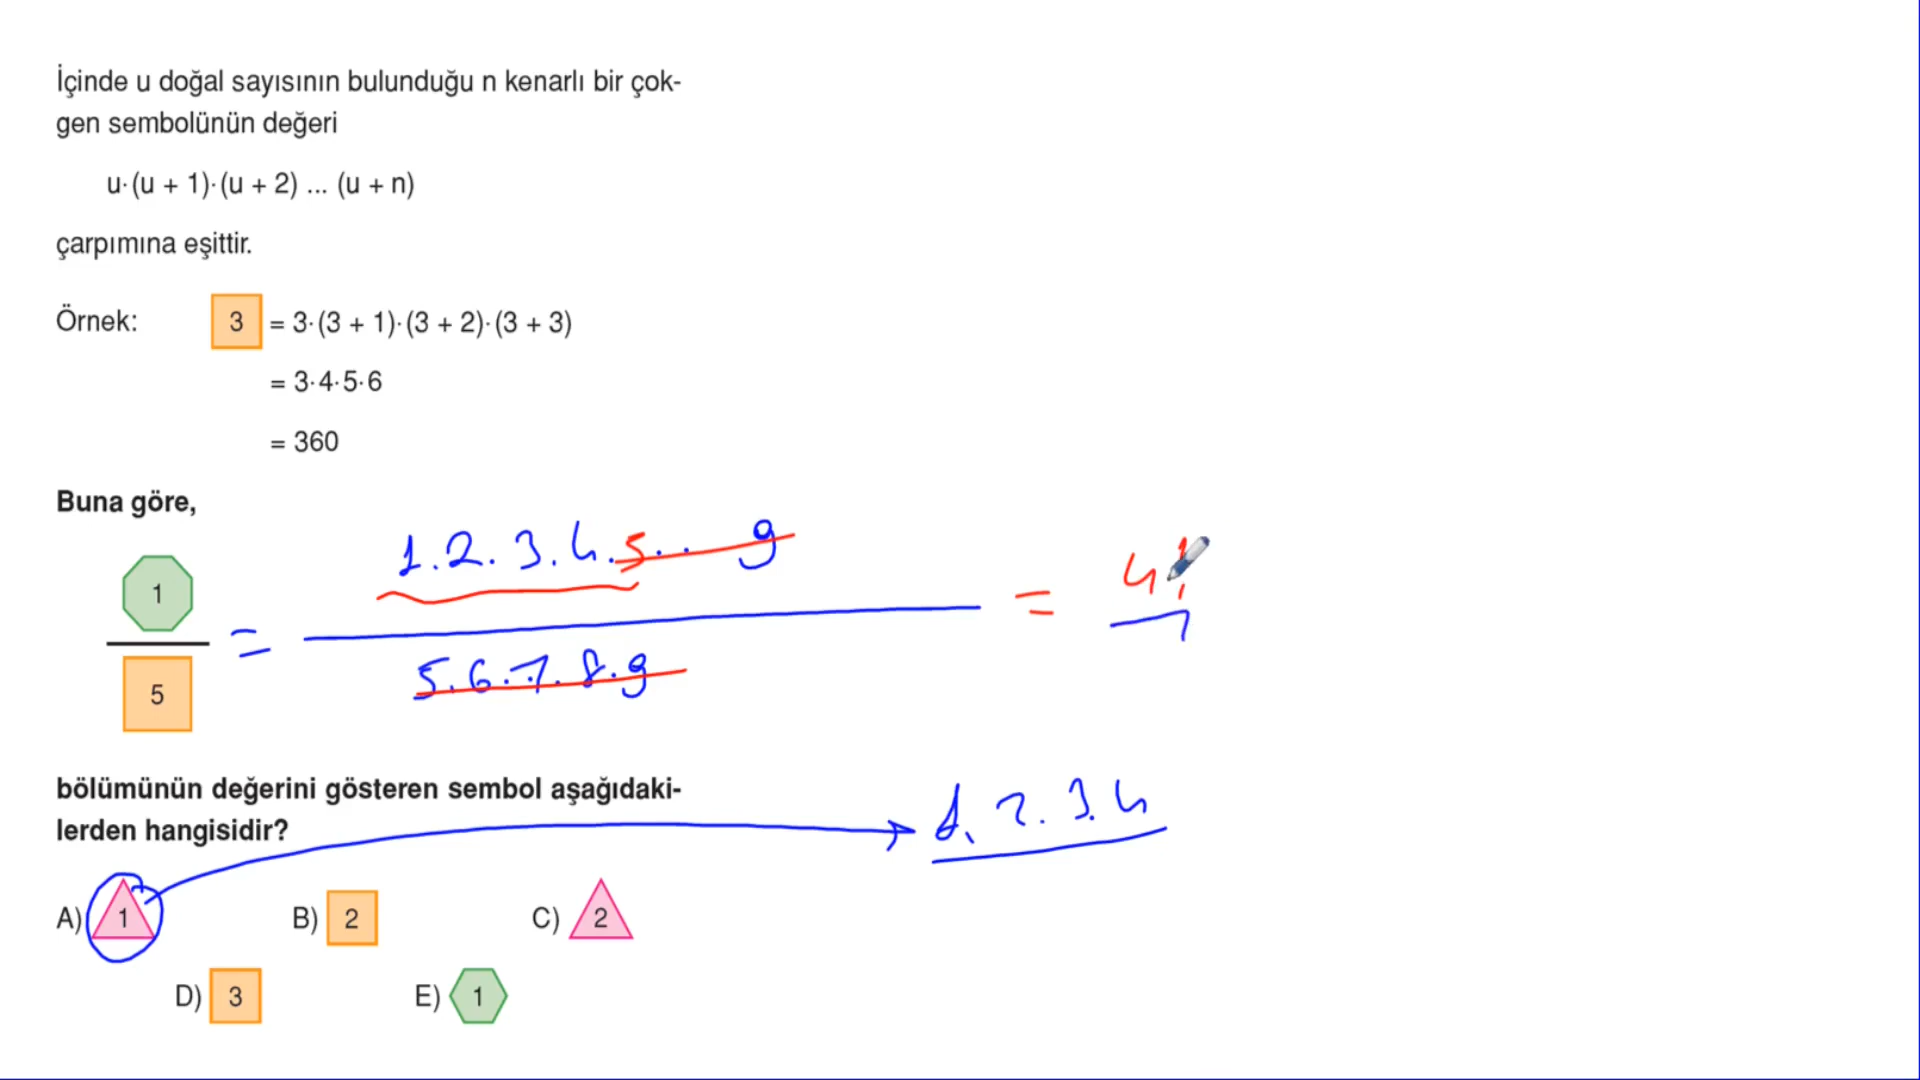 İçinde u doğal sayısının bulunduğu n kenarlı bir çok-
gen sembolünün değeri
u·(u + 1)·(u + 2) ... (u + n)
çarpımına eşittir.
Örnek: 3 = 3·(3 + 1)·(3 + 2)·(3 + 3)
= 3·4·5·6
= 360
Buna göre,
1.2.3.4.5... 9
1 = 4!
5
5.6.7.8.9
bölümünün değerini gösteren sembol aşağıdaki-
lerden hangisidir?
1.2.3.4
A) 1 B) 2 C) 2
D) 3 E) 1